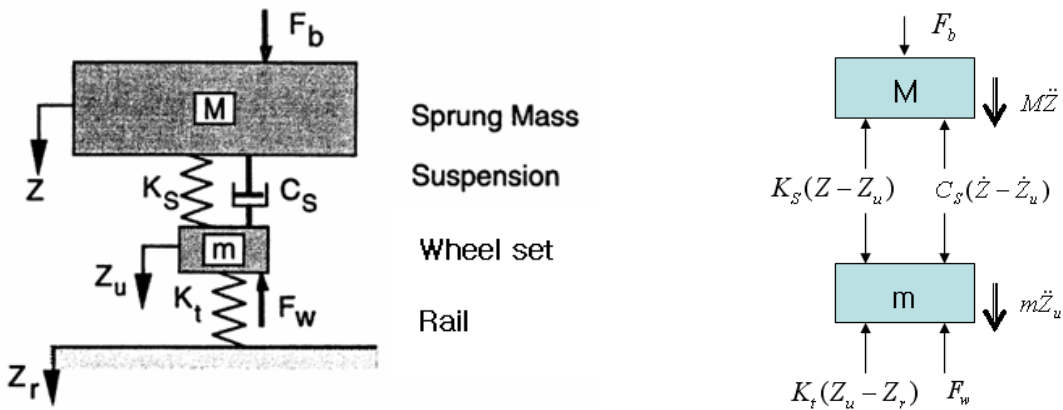 F_b
M
Z
K_S
C_S
m
Z_u
K_t
F_w
Z_r
Sprung Mass
Suspension
Wheel set
Rail
F_b
M
MZ̈
K_S(Z − Z_u)
C_S(Ż − Ż_u)
m
mZ̈_u
K_t(Z_u − Z_r)
F_w